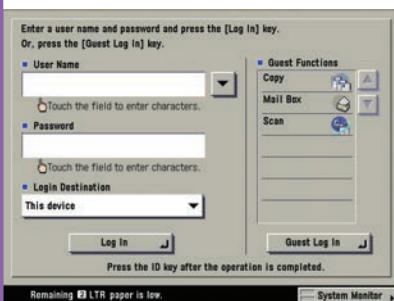 Enter a user name and password and press the [Log
In] key.
Or, press the [Guest Log In] key.
User Name
Touch the field to enter characters.
Password
Touch the field to enter characters.
Login Destination
This device
Log In
Guest Functions
Copy
Mail Box
Scan
Guest Log In
Press the ID key after the operation is completed.
Remaining 2 LTR paper is low.
System Monitor